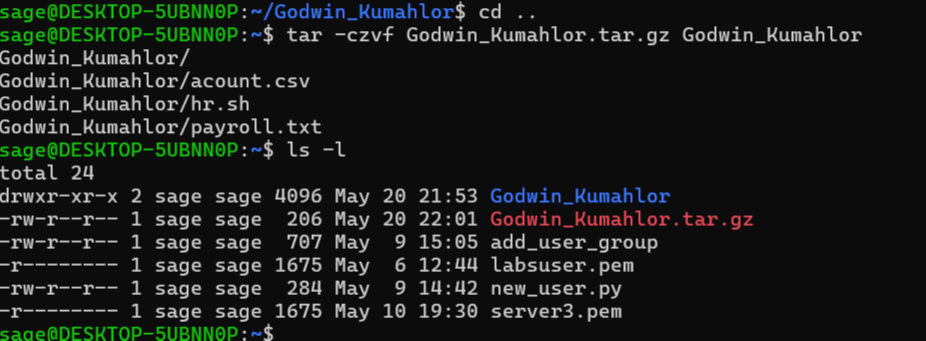 sage@DESKTOP-5UBNN0P:~/Godwin_Kumahlor$ cd ..
sage@DESKTOP-5UBNN0P:~$ tar -czvf Godwin_Kumahlor.tar.gz Godwin_Kumahlor
Godwin_Kumahlor/
Godwin_Kumahlor/acount.csv
Godwin_Kumahlor/hr.sh
Godwin_Kumahlor/payroll.txt
sage@DESKTOP-5UBNN0P:~$ ls -l
total 24
drwxr-xr-x 2 sage sage 4096 May 20 21:53 Godwin_Kumahlor
-rw-r--r-- 1 sage sage  206 May 20 22:01 Godwin_Kumahlor.tar.gz
-rw-r--r-- 1 sage sage  707 May  9 15:05 add_user_group
-r-------- 1 sage sage 1675 May  6 12:44 labsuser.pem
-rw-r--r-- 1 sage sage  284 May  9 14:42 new_user.py
-r-------- 1 sage sage 1675 May 10 19:30 server3.pem
sage@DESKTOP-5UBNN0P:~$